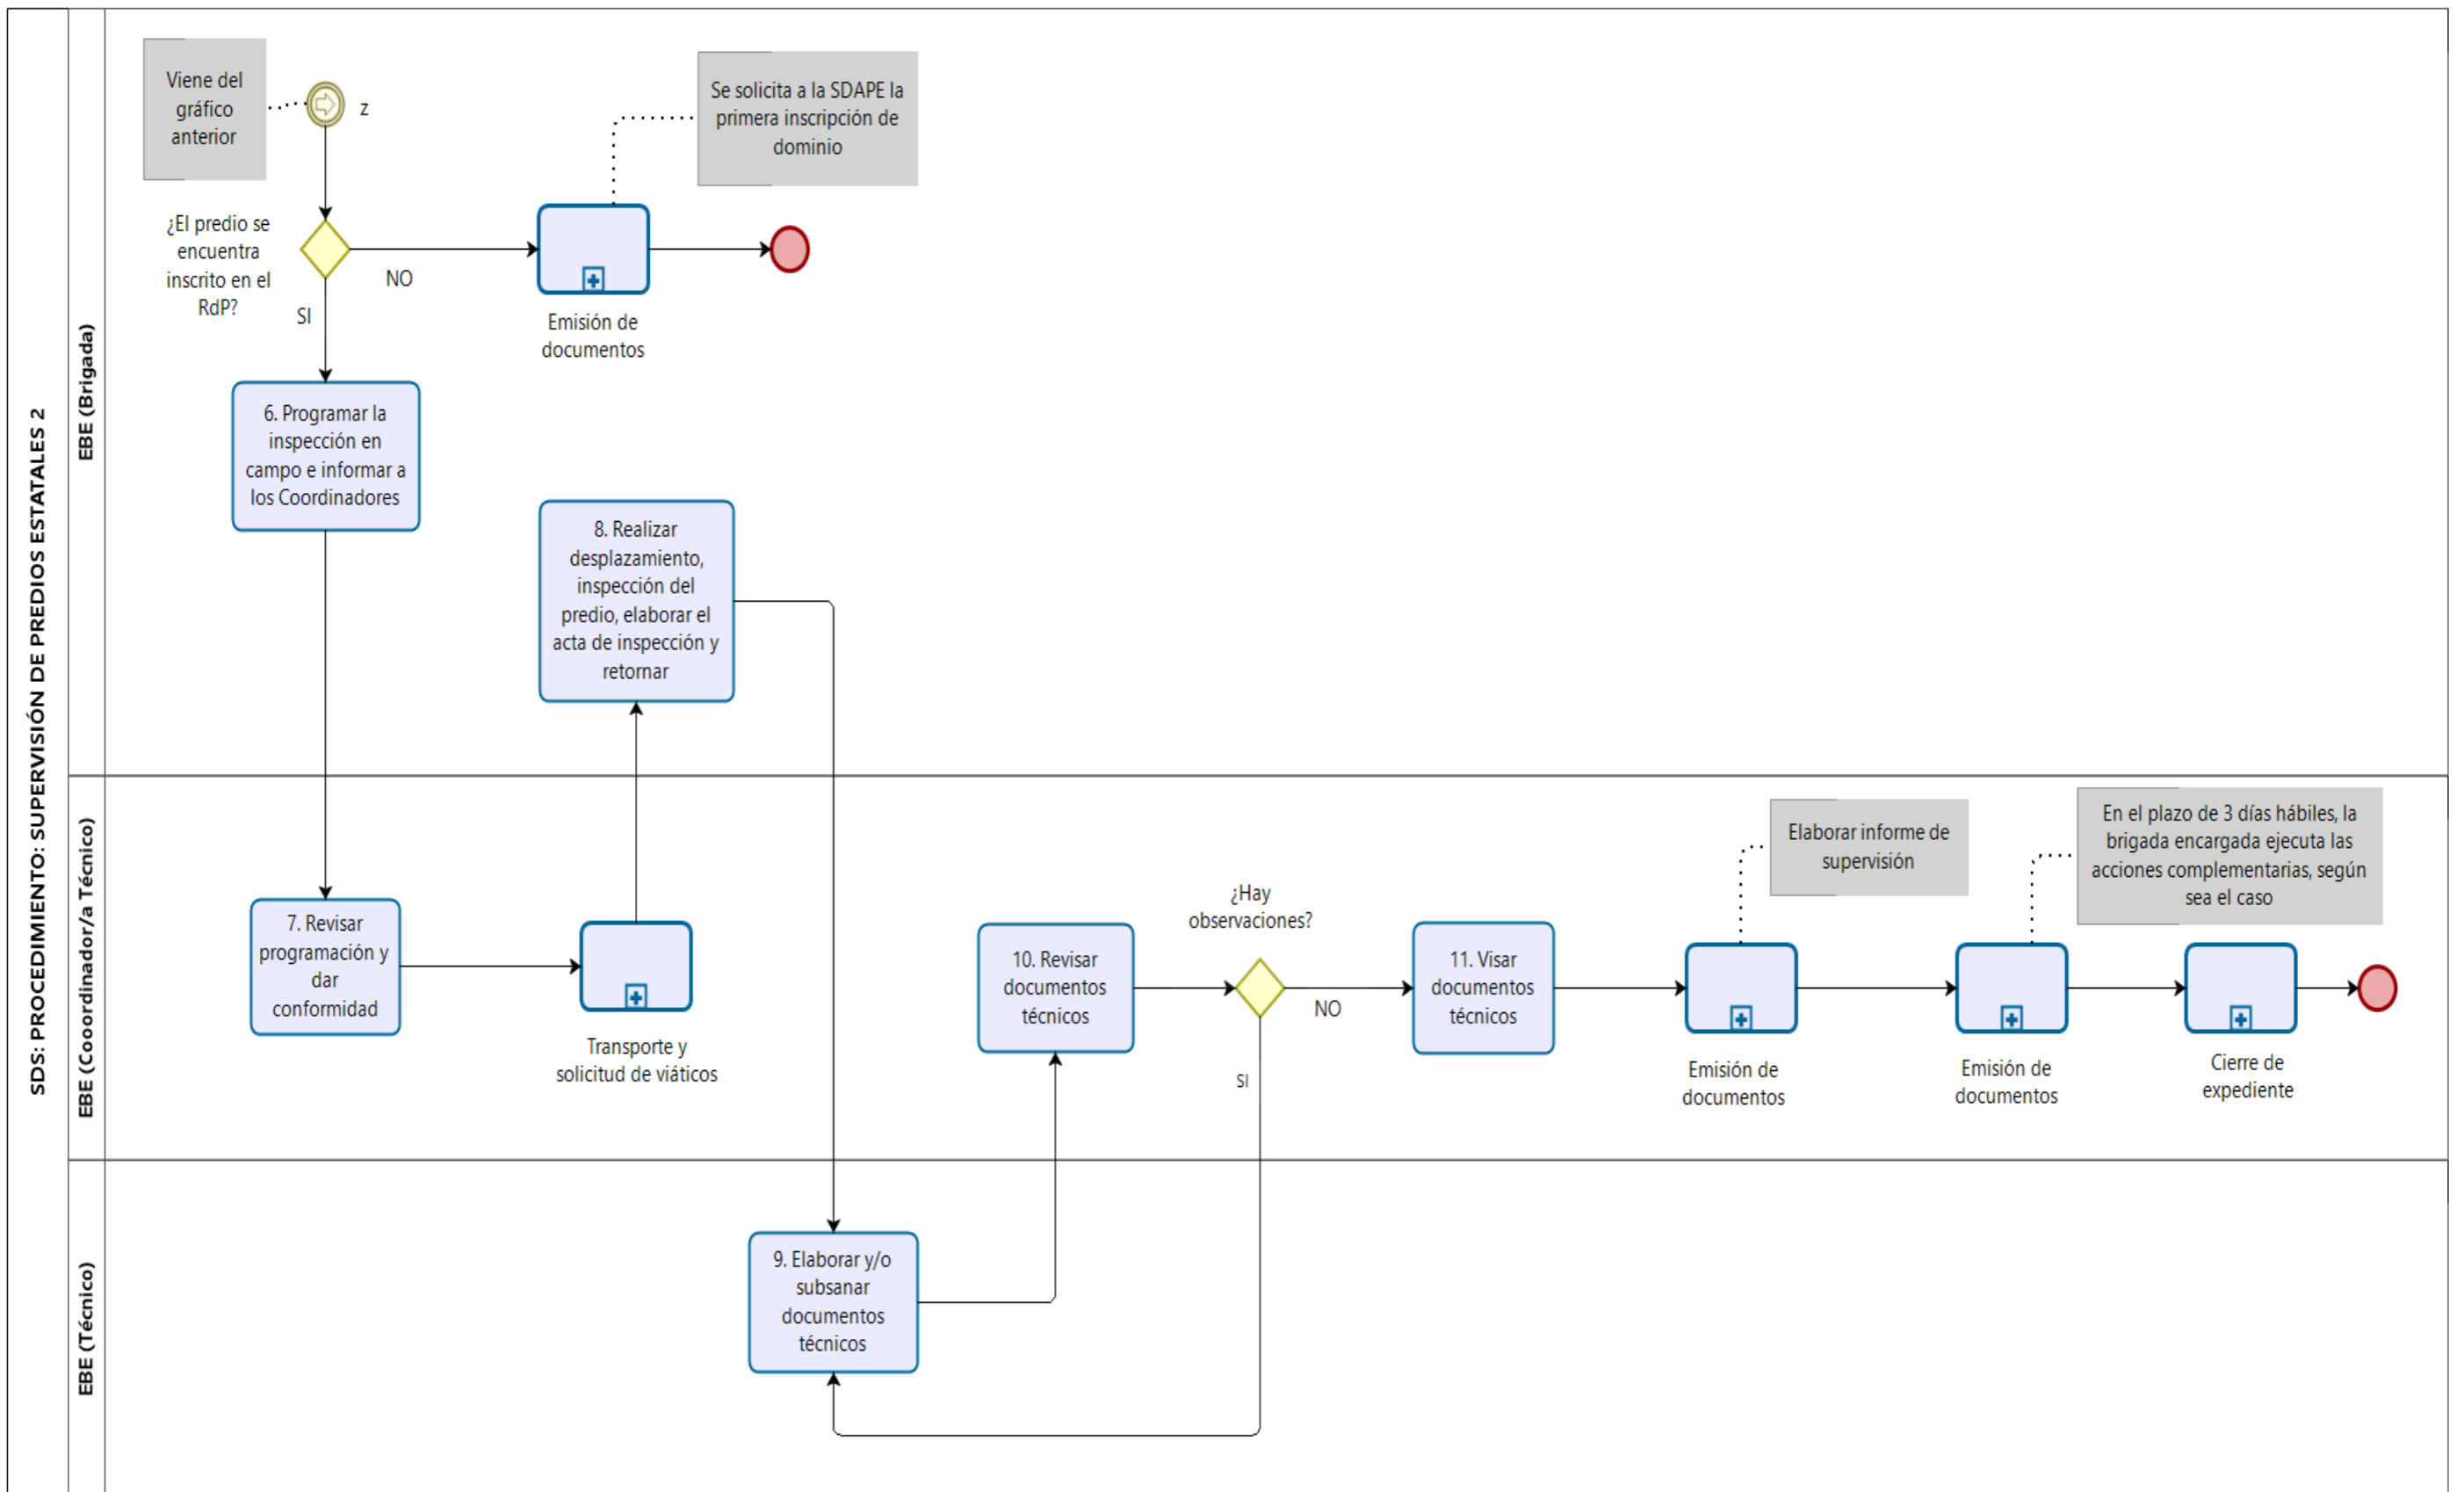 SDS: PROCEDIMIENTO: SUPERVISIÓN DE PREDIOS ESTATALES 2
EBE (Brigada)
Viene del
gráfico
anterior
z
Se solicita a la SDAPE la
primera inscripción de
dominio
¿El predio se
encuentra
inscrito en el
RdP?
NO
SI
Emisión de
documentos
6. Programar la
inspección en
campo e informar a
los Coordinadores
8. Realizar
desplazamiento,
inspección del
predio, elaborar el
acta de inspección y
retornar
EBE (Cooordinador/a Técnico)
7. Revisar
programación y
dar
conformidad
Transporte y
solicitud de viáticos
10. Revisar
documentos
técnicos
¿Hay
observaciones?
NO
SI
11. Visar
documentos
técnicos
Elaborar informe de
supervisión
Emisión de
documentos
En el plazo de 3 días hábiles, la
brigada encargada ejecuta las
acciones complementarias, según
sea el caso
Emisión de
documentos
Cierre de
expediente
EBE (Técnico)
9. Elaborar y/o
subsanar
documentos
técnicos